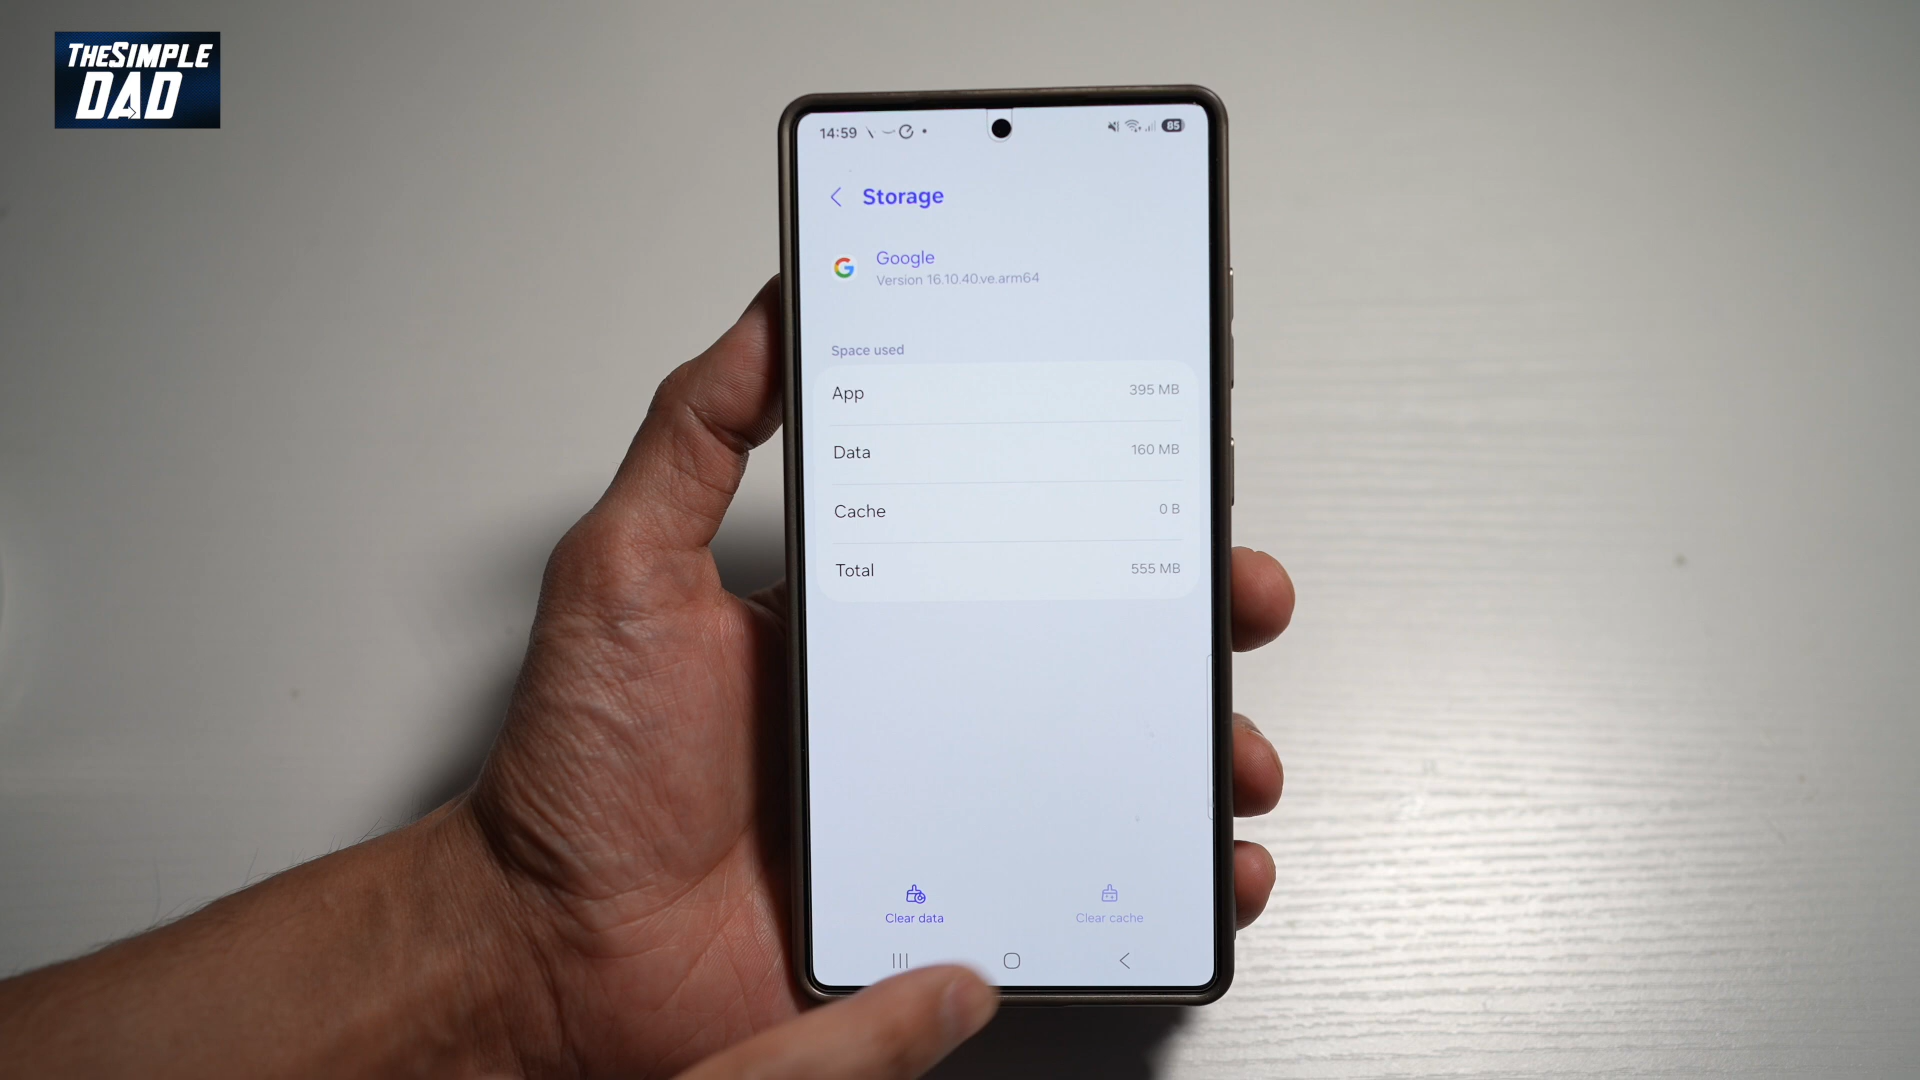 THESIMPLE
DAD
14:59
85
Storage
Google
Version 16.10.40.ve.arm64
Space used
App 395 MB
Data 160 MB
Cache 0 B
Total 555 MB
Clear data Clear cache